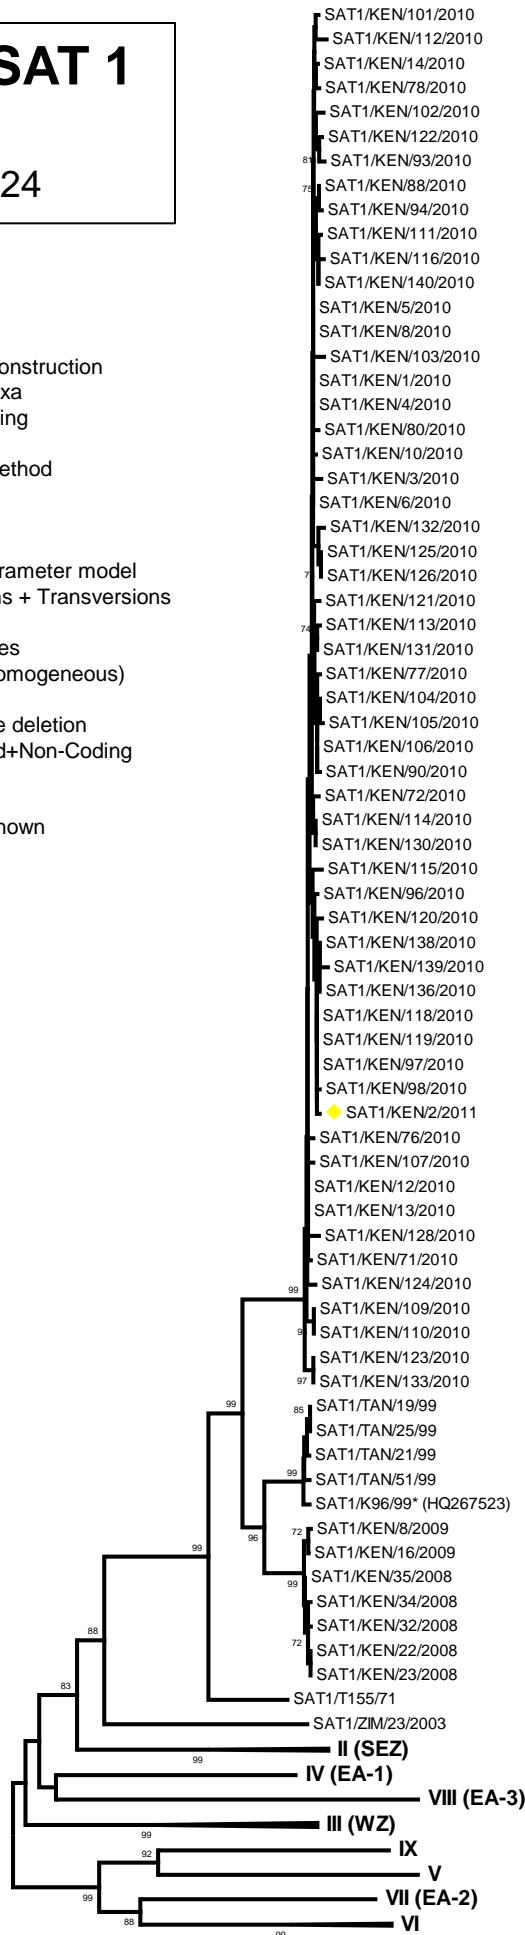 SAT 1
24
onstruction
xa
ing
ethod
rameter model
ns + Transversions
es
omogeneous)
e deletion
d+Non-Coding
hown
SAT1/KEN/101/2010
SAT1/KEN/112/2010
SAT1/KEN/14/2010
SAT1/KEN/78/2010
SAT1/KEN/102/2010
SAT1/KEN/122/2010
81
SAT1/KEN/93/2010
75
SAT1/KEN/88/2010
SAT1/KEN/94/2010
SAT1/KEN/111/2010
SAT1/KEN/116/2010
SAT1/KEN/140/2010
SAT1/KEN/5/2010
SAT1/KEN/8/2010
SAT1/KEN/103/2010
SAT1/KEN/1/2010
SAT1/KEN/4/2010
SAT1/KEN/80/2010
SAT1/KEN/10/2010
SAT1/KEN/3/2010
SAT1/KEN/6/2010
SAT1/KEN/132/2010
SAT1/KEN/125/2010
SAT1/KEN/126/2010
SAT1/KEN/121/2010
74
SAT1/KEN/113/2010
SAT1/KEN/131/2010
SAT1/KEN/77/2010
SAT1/KEN/104/2010
SAT1/KEN/105/2010
SAT1/KEN/106/2010
SAT1/KEN/90/2010
SAT1/KEN/72/2010
SAT1/KEN/114/2010
SAT1/KEN/130/2010
SAT1/KEN/115/2010
SAT1/KEN/96/2010
SAT1/KEN/120/2010
SAT1/KEN/138/2010
SAT1/KEN/139/2010
SAT1/KEN/136/2010
SAT1/KEN/118/2010
SAT1/KEN/119/2010
SAT1/KEN/97/2010
SAT1/KEN/98/2010
SAT1/KEN/2/2011
SAT1/KEN/76/2010
SAT1/KEN/107/2010
SAT1/KEN/12/2010
SAT1/KEN/13/2010
SAT1/KEN/128/2010
SAT1/KEN/71/2010
SAT1/KEN/124/2010
99
SAT1/KEN/109/2010
SAT1/KEN/110/2010
SAT1/KEN/123/2010
97
SAT1/KEN/133/2010
99
85
SAT1/TAN/19/99
SAT1/TAN/25/99
SAT1/TAN/21/99
99
SAT1/TAN/51/99
SAT1/K96/99* (HQ267523)
72
SAT1/KEN/8/2009
96
SAT1/KEN/16/2009
99
SAT1/KEN/35/2008
99
SAT1/KEN/34/2008
SAT1/KEN/32/2008
88
72
SAT1/KEN/22/2008
SAT1/KEN/23/2008
83
SAT1/T155/71
SAT1/ZIM/23/2003
II (SEZ)
99
IV (EA-1)
VIII (EA-3)
III (WZ)
99
92
IX
V
99
VII (EA-2)
88
VI
99